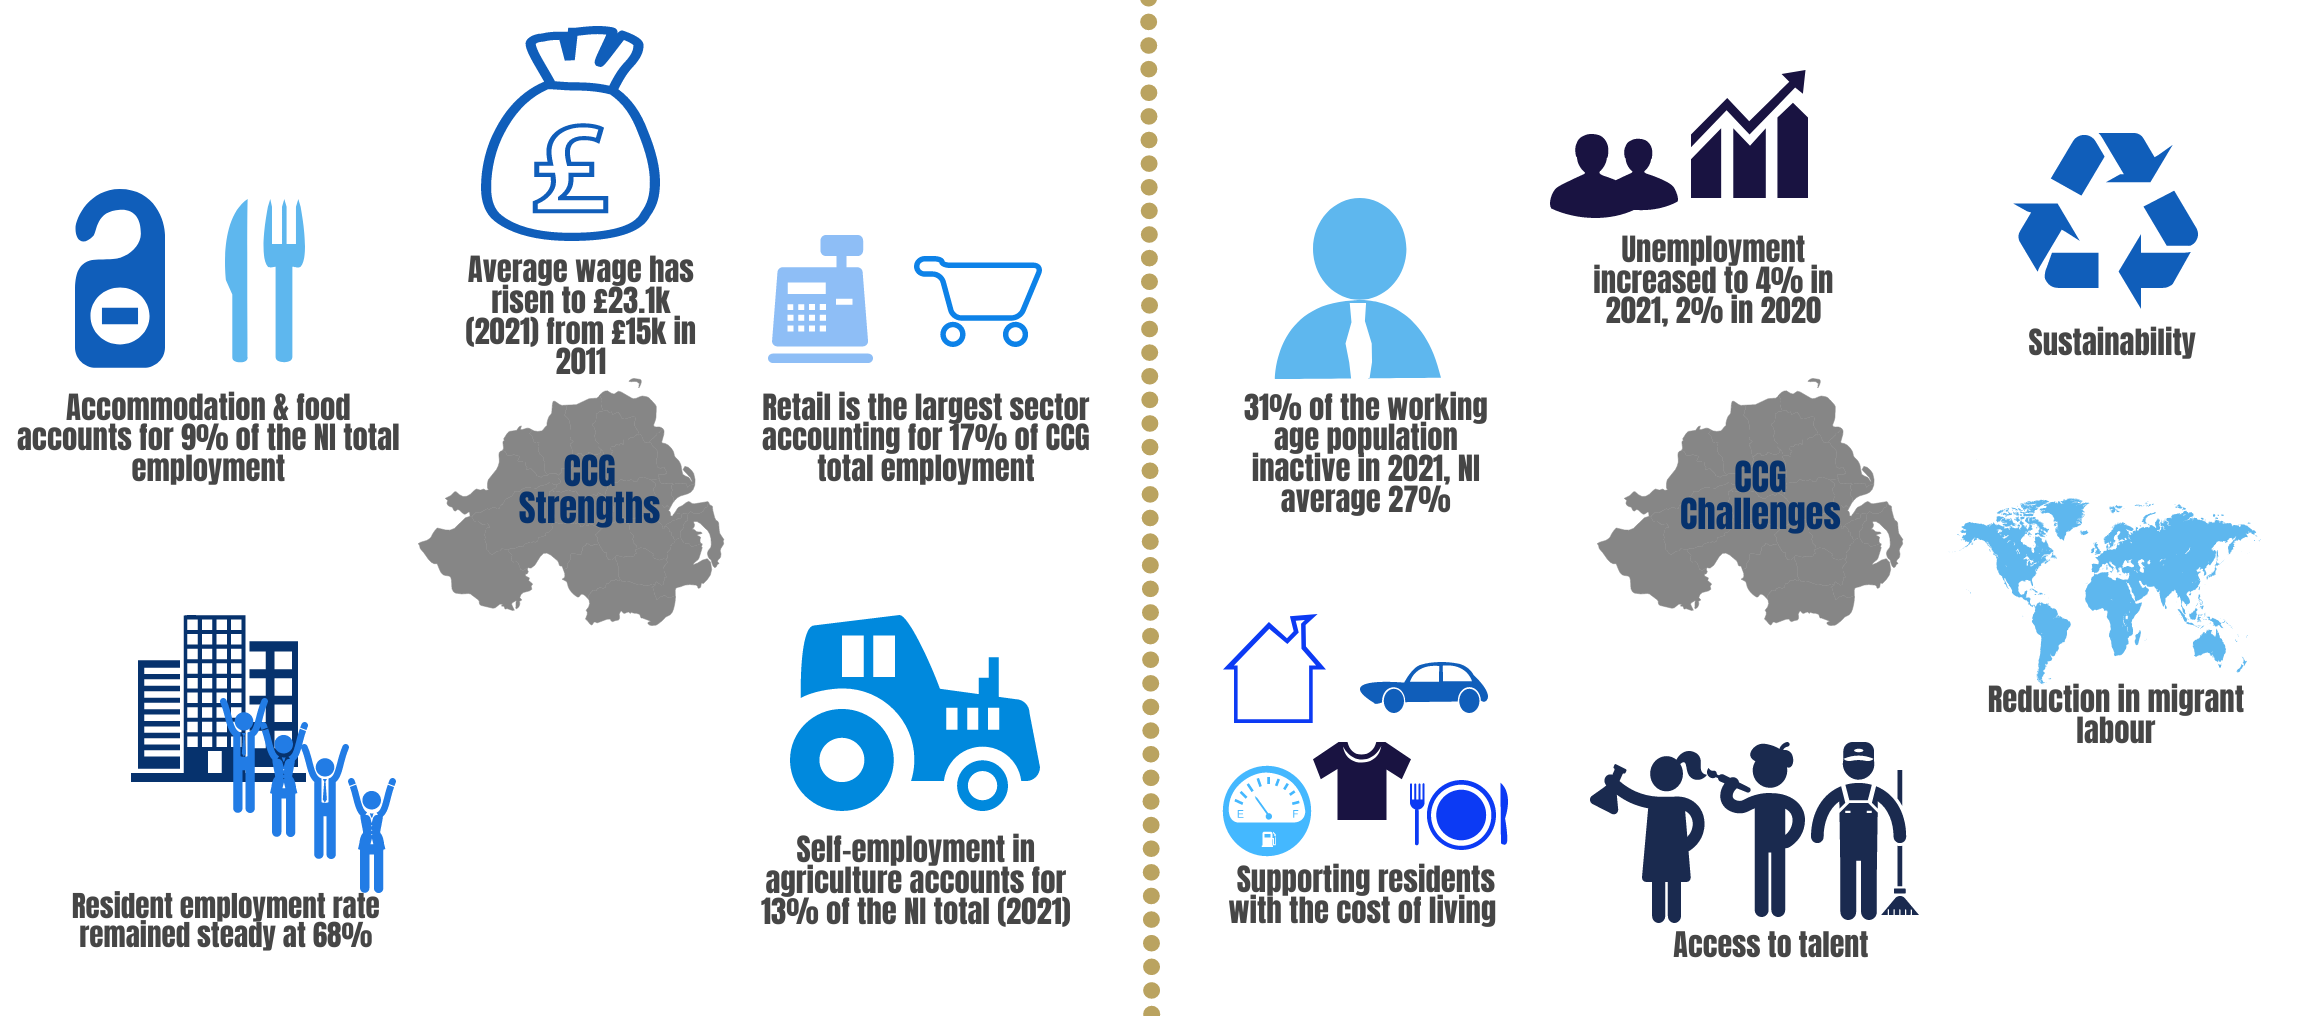 £
Average wage has
risen to £23.1k
(2021) from £15k in
2011
Accommodation & food
accounts for 9% of the NI total
employment
Retail is the largest sector
accounting for 17% of CCG
total employment
CCG
Strengths
Resident employment rate
remained steady at 68%
Self-employment in
agriculture accounts for
13% of the NI total (2021)
Unemployment
increased to 4% in
2021, 2% in 2020
Sustainability
31% of the working
age population
inactive in 2021, NI
average 27%
CCG
Challenges
Reduction in migrant
labour
E F
Supporting residents
with the cost of living
Access to talent